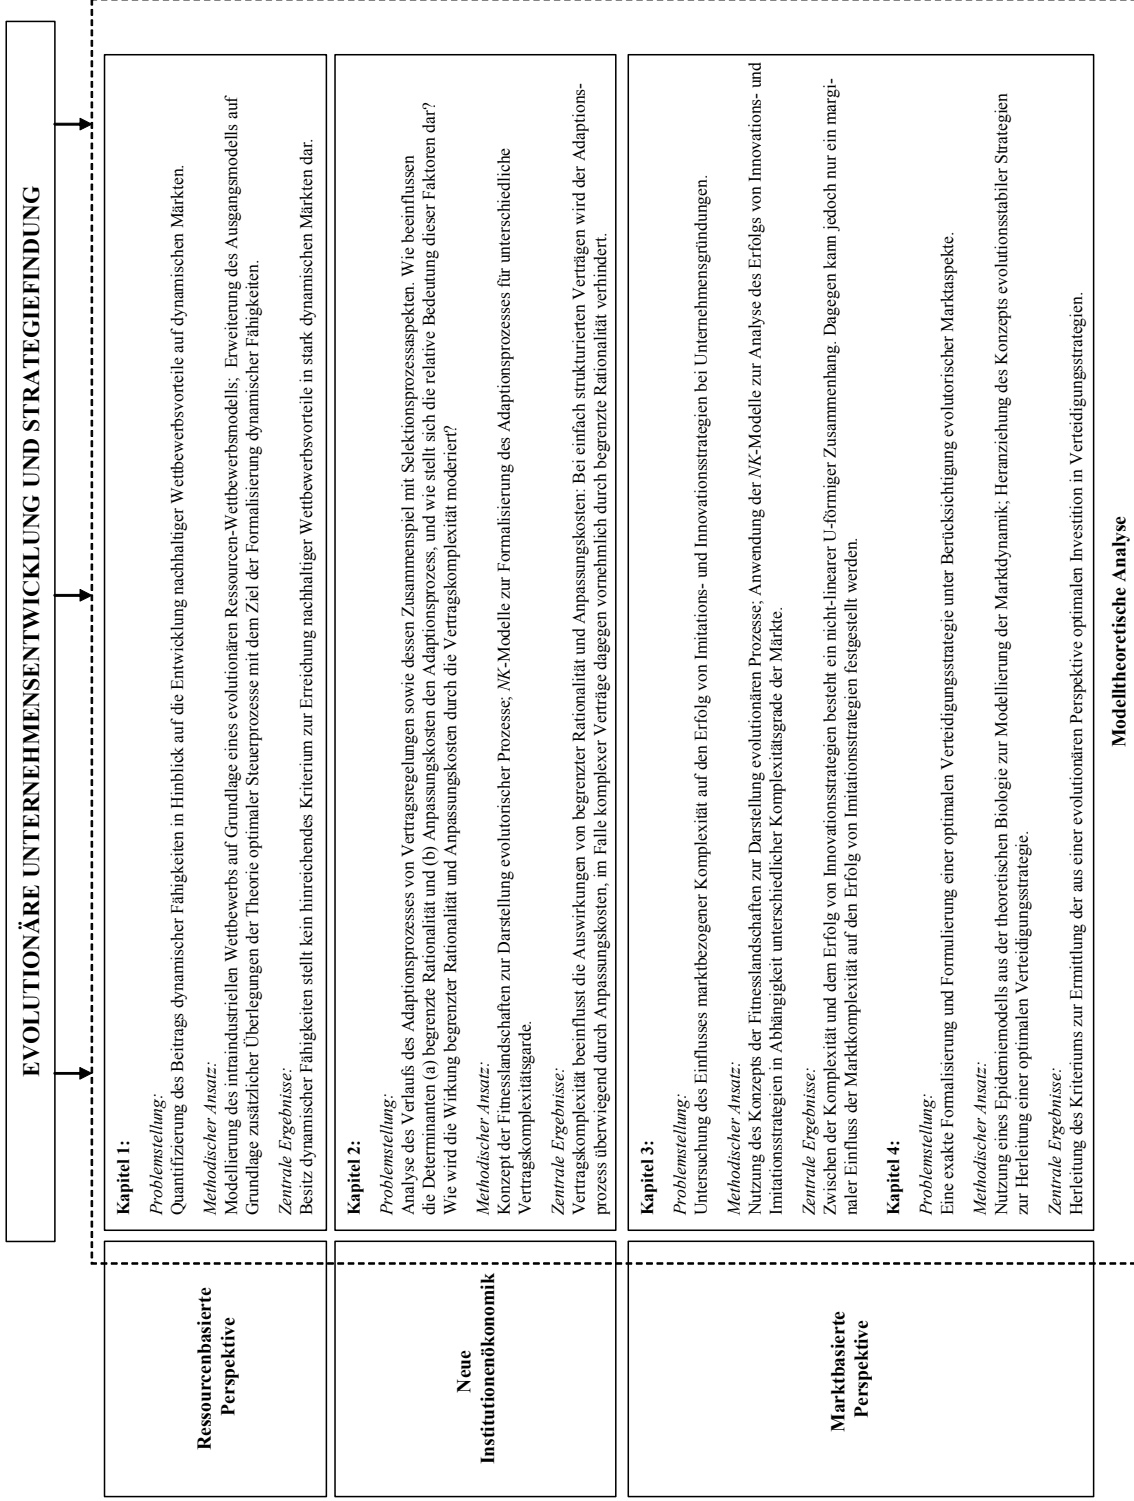 EVOLUTIONÄRE UNTERNEHMENSENTWICKLUNG UND STRATEGIEFINDUNG
Ressourcenbasierte
Perspektive
Kapitel 1:
Problemstellung:
Quantifizierung des Beitrags dynamischer Fähigkeiten in Hinblick auf die Entwicklung nachhaltiger Wettbewerbsvorteile auf dynamischen Märkten.
Methodischer Ansatz:
Modellierung des intraindustriellen Wettbewerbs auf Grundlage eines evolutionären Ressourcen-Wettbewerbsmodells; Erweiterung des Ausgangsmodells auf
Grundlage zusätzlicher Überlegungen der Theorie optimaler Steuerprozesse mit dem Ziel der Formalisierung dynamischer Fähigkeiten.
Zentrale Ergebnisse:
Besitz dynamischer Fähigkeiten stellt kein hinreichendes Kriterium zur Erreichung nachhaltiger Wettbewerbsvorteile in stark dynamischen Märkten dar.
Neue
Institutionenökonomik
Kapitel 2:
Problemstellung:
Analyse des Verlaufs des Adaptionsprozesses von Vertragsregelungen sowie dessen Zusammenspiel mit Selektionsprozessaspekten. Wie beeinflussen
die Determinanten (a) begrenzte Rationalität und (b) Anpassungskosten den Adaptionsprozess, und wie stellt sich die relative Bedeutung dieser Faktoren dar?
Wie wird die Wirkung begrenzter Rationalität und Anpassungskosten durch die Vertragskomplexität moderiert?
Methodischer Ansatz:
Konzept der Fitnesslandschaften zur Darstellung evolutorischer Prozesse; NK-Modelle zur Formalisierung des Adaptionsprozesses für unterschiedliche
Vertragskomplexitätsgarde.
Zentrale Ergebnisse:
Vertragskomplexität beeinflusst die Auswirkungen von begrenzter Rationalität und Anpassungskosten: Bei einfach strukturierten Verträgen wird der Adaptions-
prozess überwiegend durch Anpassungskosten, im Falle komplexer Verträge dagegen vornehmlich durch begrenzte Rationalität verhindert.
Marktbasierte
Perspektive
Kapitel 3:
Problemstellung:
Untersuchung des Einflusses marktbezogener Komplexität auf den Erfolg von Imitations- und Innovationsstrategien bei Unternehmensgründungen.
Methodischer Ansatz:
Nutzung des Konzepts der Fitnesslandschaften zur Darstellung evolutionären Prozesse; Anwendung der NK-Modelle zur Analyse des Erfolgs von Innovations- und
Imitationsstrategien in Abhängigkeit unterschiedlicher Komplexitätsgrade der Märkte.
Zentrale Ergebnisse:
Zwischen der Komplexität und dem Erfolg von Innovationsstrategien besteht ein nicht-linearer U-förmiger Zusammenhang. Dagegen kann jedoch nur ein margi-
naler Einfluss der Marktkomplexität auf den Erfolg von Imitationsstrategien festgestellt werden.
Kapitel 4:
Problemstellung:
Eine exakte Formalisierung und Formulierung einer optimalen Verteidigungsstrategie unter Berücksichtigung evolutorischer Marktaspekte.
Methodischer Ansatz:
Nutzung eines Epidemiemodells aus der theoretischen Biologie zur Modellierung der Marktdynamik; Heranziehung des Konzepts evolutionsstabiler Strategien
zur Herleitung einer optimalen Verteidigungsstrategie.
Zentrale Ergebnisse:
Herleitung des Kriteriums zur Ermittlung der aus einer evolutionären Perspektive optimalen Investition in Verteidigungsstrategien.
Modelltheoretische Analyse